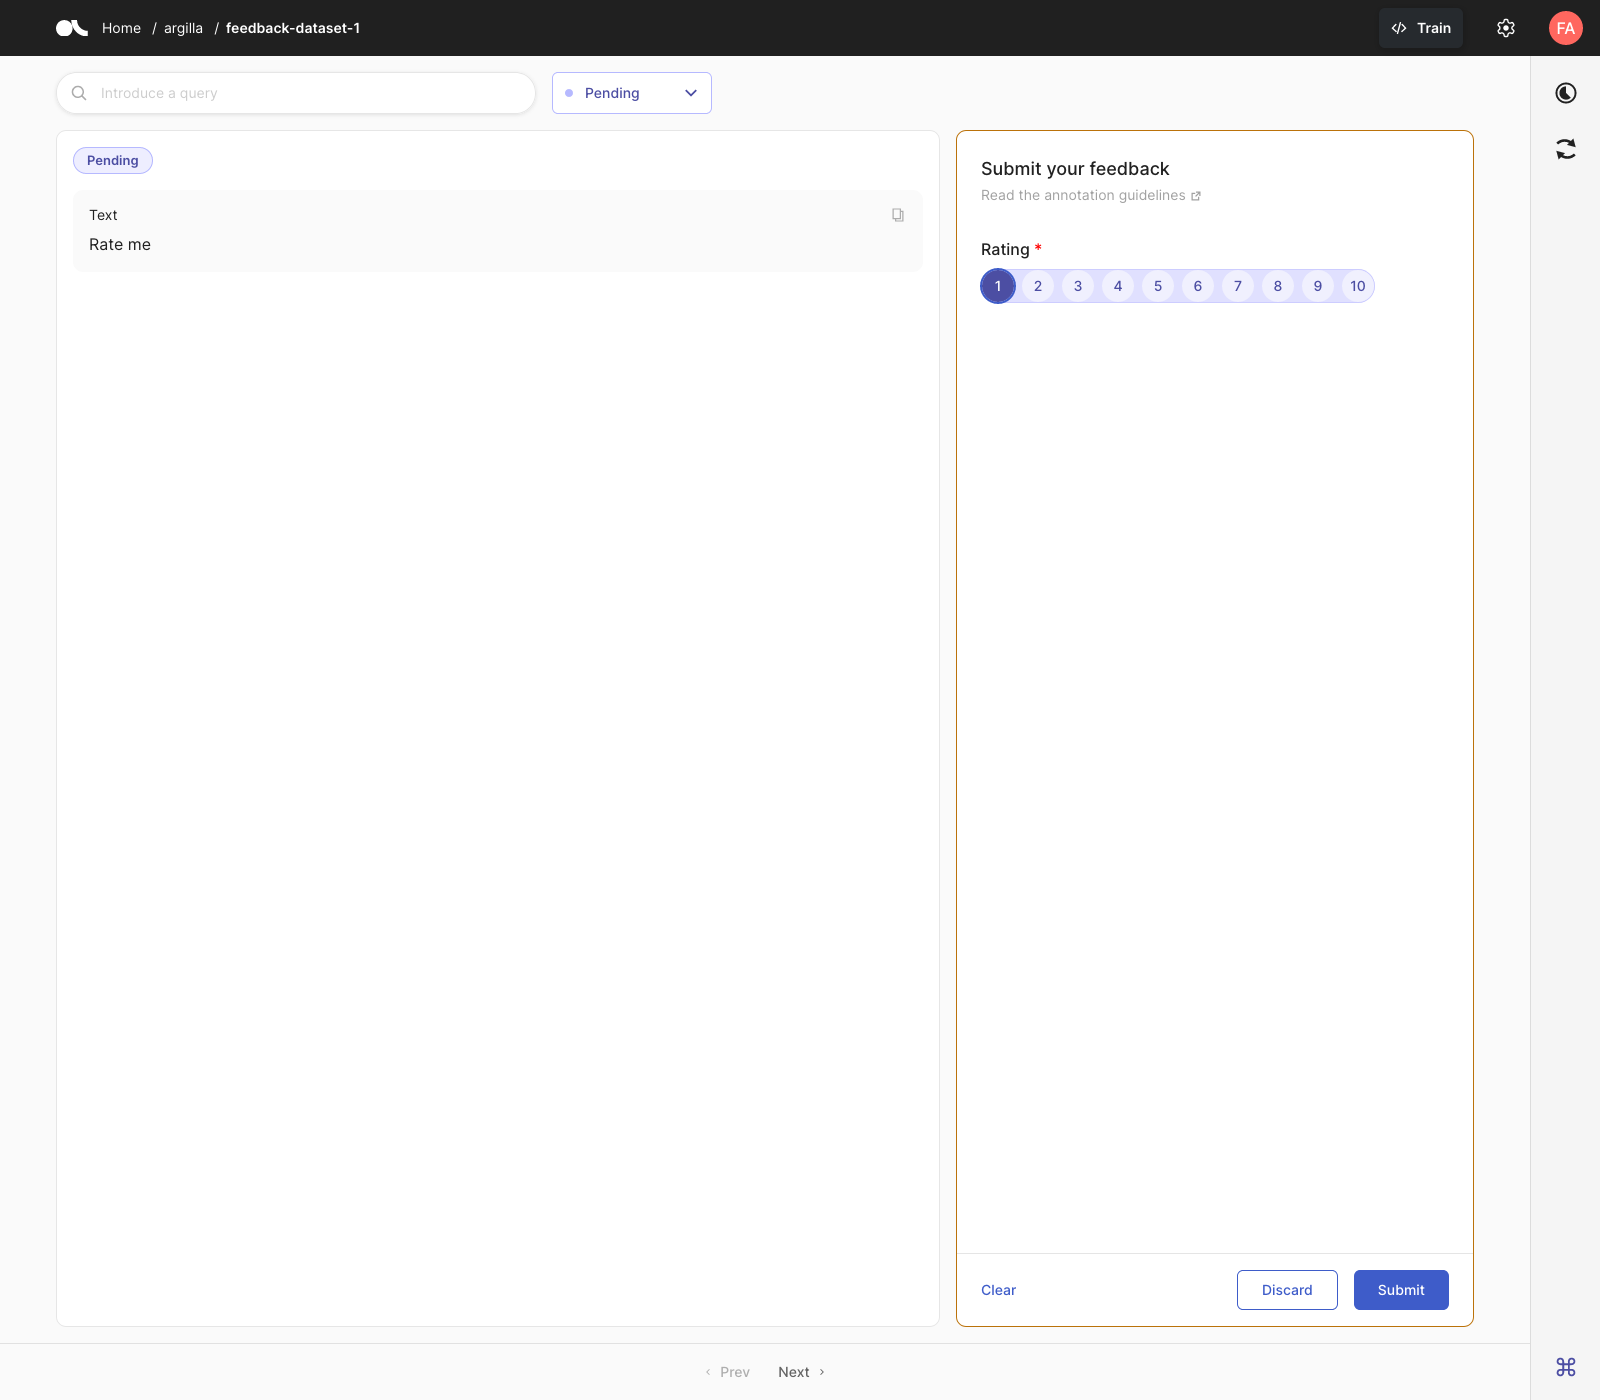 Home / argilla / feedback-dataset-1
Train
FA
Introduce a query
Pending
Pending
Text
Rate me
Submit your feedback
Read the annotation guidelines
Rating *
1 2 3 4 5 6 7 8 9 10
Clear
Discard
Submit
Prev
Next